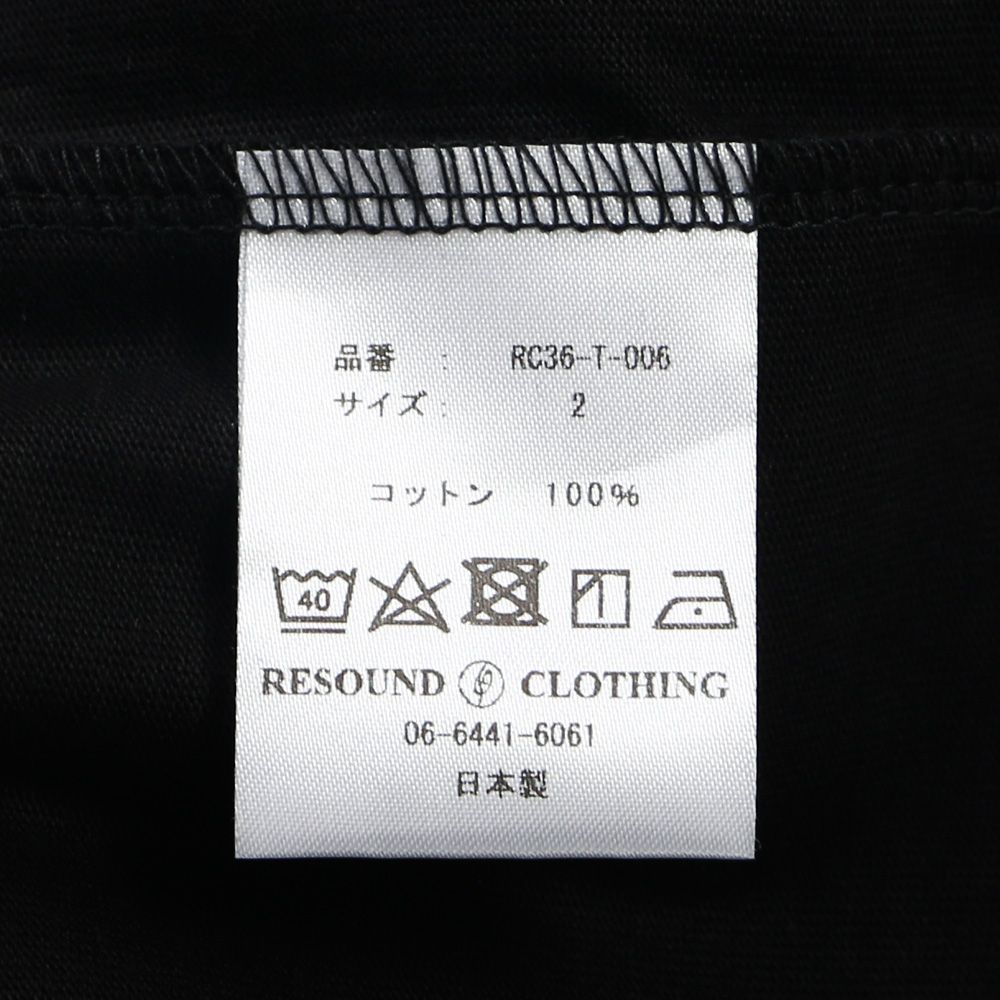 品番 : RC36-T-006
サイズ: 2
コットン 100%
40
RESOUND CLOTHING
06-6441-6061
日本製